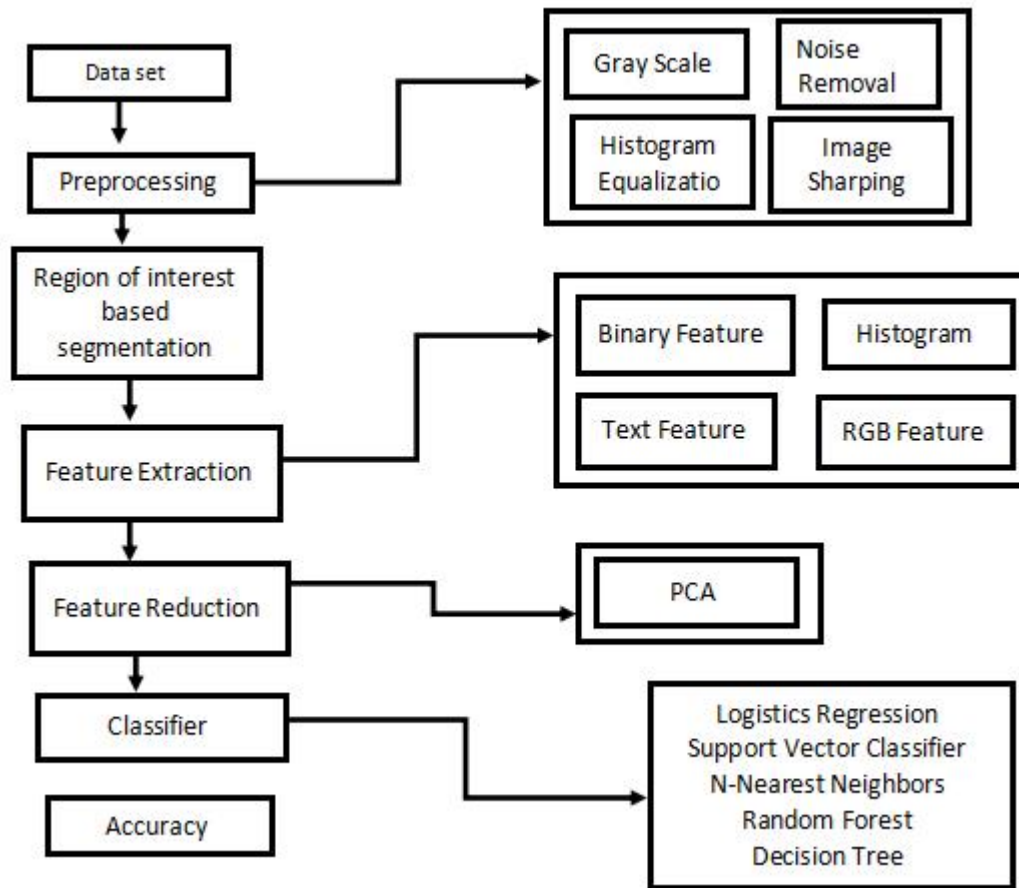 Data set
Preprocessing
Gray Scale
Noise
Removal
Histogram
Equalizatio
Image
Sharping
Region of interest
based
segmentation
Feature Extraction
Binary Feature
Histogram
Text Feature
RGB Feature
Feature Reduction
PCA
Classifier
Logistics Regression
Support Vector Classifier
N-Nearest Neighbors
Random Forest
Decision Tree
Accuracy